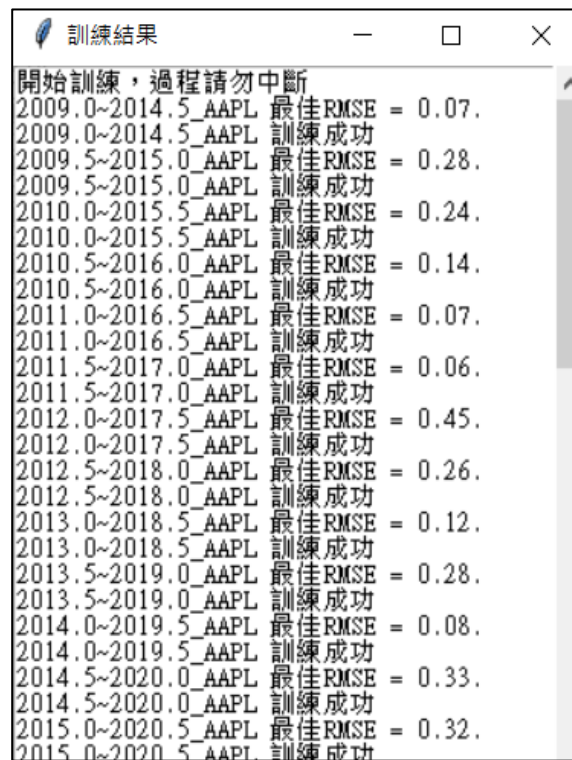 訓練結果
開始訓練，過程請勿中斷
2009.0~2014.5_AAPL 最佳RMSE = 0.07.
2009.0~2014.5_AAPL 訓練成功
2009.5~2015.0_AAPL 最佳RMSE = 0.28.
2009.5~2015.0_AAPL 訓練成功
2010.0~2015.5_AAPL 最佳RMSE = 0.24.
2010.0~2015.5_AAPL 訓練成功
2010.5~2016.0_AAPL 最佳RMSE = 0.14.
2010.5~2016.0_AAPL 訓練成功
2011.0~2016.5_AAPL 最佳RMSE = 0.07.
2011.0~2016.5_AAPL 訓練成功
2011.5~2017.0_AAPL 最佳RMSE = 0.06.
2011.5~2017.0_AAPL 訓練成功
2012.0~2017.5_AAPL 最佳RMSE = 0.45.
2012.0~2017.5_AAPL 訓練成功
2012.5~2018.0_AAPL 最佳RMSE = 0.26.
2012.5~2018.0_AAPL 訓練成功
2013.0~2018.5_AAPL 最佳RMSE = 0.12.
2013.0~2018.5_AAPL 訓練成功
2013.5~2019.0_AAPL 最佳RMSE = 0.28.
2013.5~2019.0_AAPL 訓練成功
2014.0~2019.5_AAPL 最佳RMSE = 0.08.
2014.0~2019.5_AAPL 訓練成功
2014.5~2020.0_AAPL 最佳RMSE = 0.33.
2014.5~2020.0_AAPL 訓練成功
2015.0~2020.5_AAPL 最佳RMSE = 0.32.
2015.0~2020.5_AAPL 訓練成功